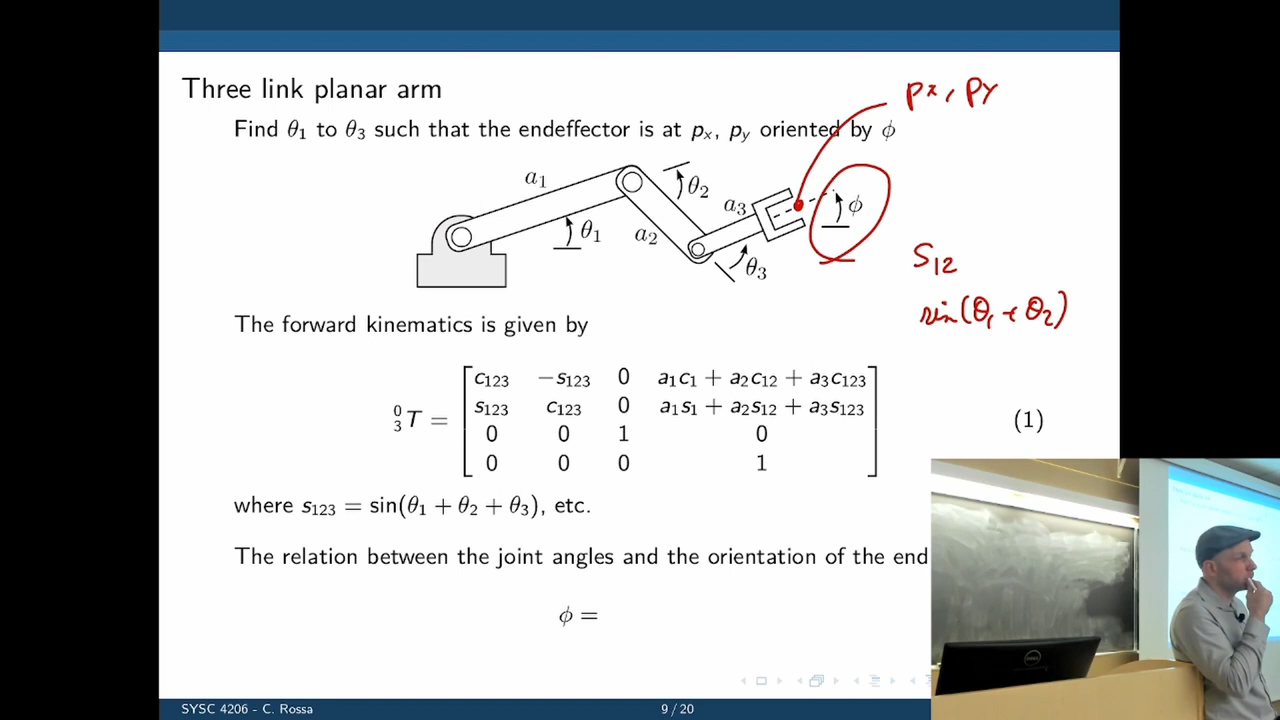 Three link planar arm
px, py
Find θ₁ to θ₃ such that the endeffector is at pₓ, p_y oriented by ϕ
a₁
θ₂
a₃
ϕ
θ₁
a₂
θ₃
S₁₂
sin(θ₁ + θ₂)
The forward kinematics is given by
c₁₂₃ −s₁₂₃ 0 a₁c₁ + a₂c₁₂ + a₃c₁₂₃
s₁₂₃ c₁₂₃ 0 a₁s₁ + a₂s₁₂ + a₃s₁₂₃
⁰₃T =
(1)
0 0 1 0
0 0 0 1
where s₁₂₃ = sin(θ₁ + θ₂ + θ₃), etc.
The relation between the joint angles and the orientation of the end
ϕ =
DELL
SYSC 4206 - C. Rossa
9 / 20